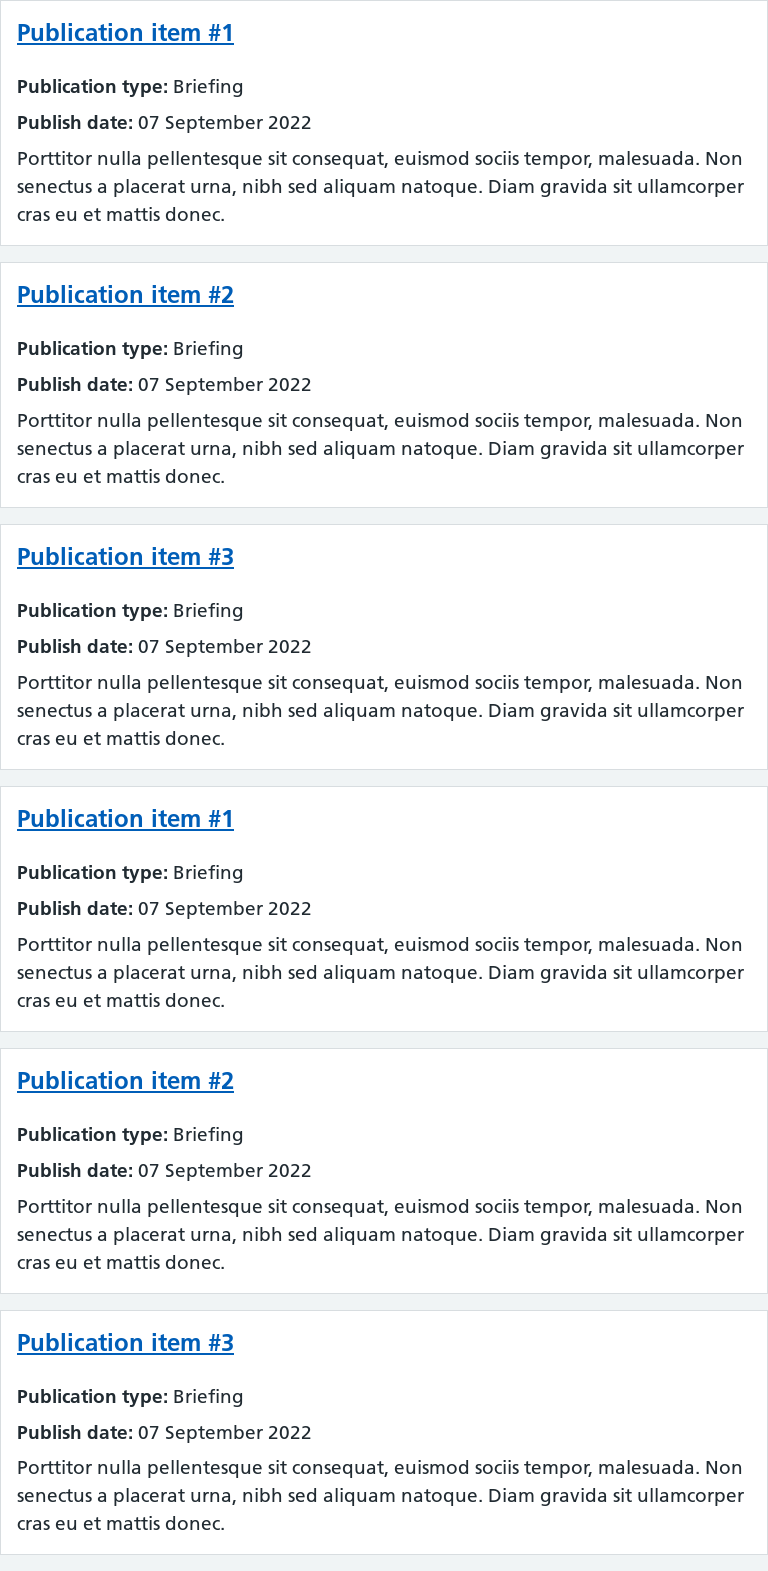 Publication item #1
Publication type: Briefing
Publish date: 07 September 2022
Porttitor nulla pellentesque sit consequat, euismod sociis tempor, malesuada. Non
senectus a placerat urna, nibh sed aliquam natoque. Diam gravida sit ullamcorper
cras eu et mattis donec.
Publication item #2
Publication type: Briefing
Publish date: 07 September 2022
Porttitor nulla pellentesque sit consequat, euismod sociis tempor, malesuada. Non
senectus a placerat urna, nibh sed aliquam natoque. Diam gravida sit ullamcorper
cras eu et mattis donec.
Publication item #3
Publication type: Briefing
Publish date: 07 September 2022
Porttitor nulla pellentesque sit consequat, euismod sociis tempor, malesuada. Non
senectus a placerat urna, nibh sed aliquam natoque. Diam gravida sit ullamcorper
cras eu et mattis donec.
Publication item #1
Publication type: Briefing
Publish date: 07 September 2022
Porttitor nulla pellentesque sit consequat, euismod sociis tempor, malesuada. Non
senectus a placerat urna, nibh sed aliquam natoque. Diam gravida sit ullamcorper
cras eu et mattis donec.
Publication item #2
Publication type: Briefing
Publish date: 07 September 2022
Porttitor nulla pellentesque sit consequat, euismod sociis tempor, malesuada. Non
senectus a placerat urna, nibh sed aliquam natoque. Diam gravida sit ullamcorper
cras eu et mattis donec.
Publication item #3
Publication type: Briefing
Publish date: 07 September 2022
Porttitor nulla pellentesque sit consequat, euismod sociis tempor, malesuada. Non
senectus a placerat urna, nibh sed aliquam natoque. Diam gravida sit ullamcorper
cras eu et mattis donec.